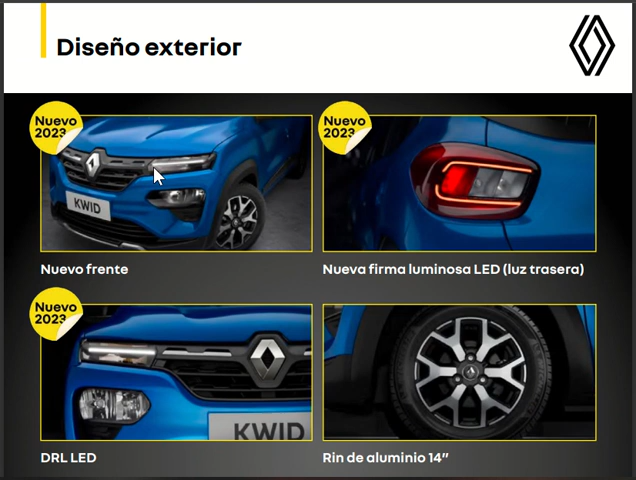 Diseño exterior
Nuevo
2023
Nuevo
2023
KWID
Nuevo frente
Nueva firma luminosa LED (luz trasera)
Nuevo
2023
KWID
DRL LED
Rin de aluminio 14”